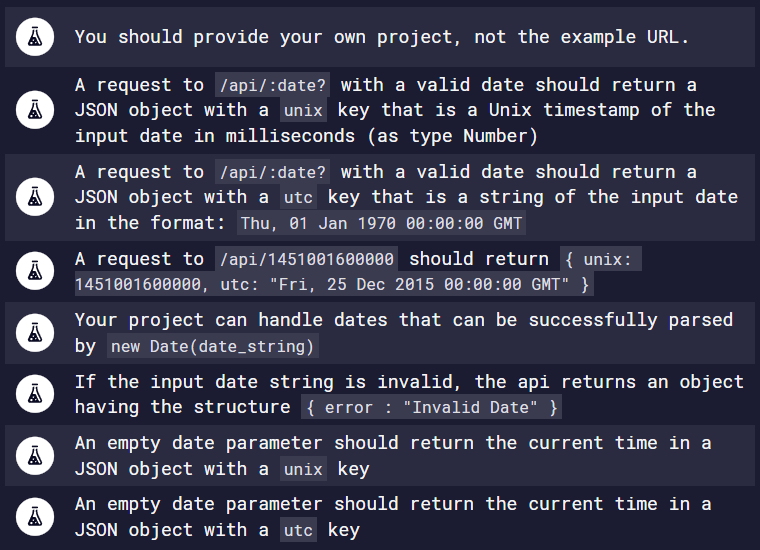 You should provide your own project, not the example URL.
A request to /api/:date? with a valid date should return a
JSON object with a unix key that is a Unix timestamp of the
input date in milliseconds (as type Number)
A request to /api/:date? with a valid date should return a
JSON object with a utc key that is a string of the input date
in the format: Thu, 01 Jan 1970 00:00:00 GMT
A request to /api/1451001600000 should return { unix:
1451001600000, utc: "Fri, 25 Dec 2015 00:00:00 GMT" }
Your project can handle dates that can be successfully parsed
by new Date(date_string)
If the input date string is invalid, the api returns an object
having the structure { error : "Invalid Date" }
An empty date parameter should return the current time in a
JSON object with a unix key
An empty date parameter should return the current time in a
JSON object with a utc key